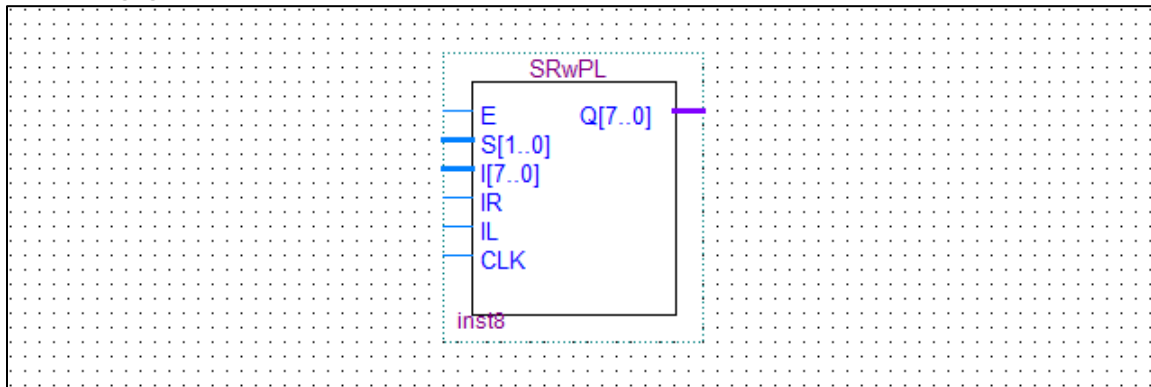 SRwPL
E Q[7..0]
S[1..0]
I[7..0]
IR
IL
CLK
inst8